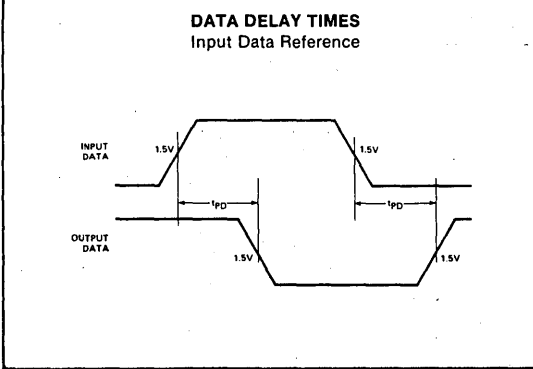 DATA DELAY TIMES
Input Data Reference
INPUT
DATA
1.5V
1.5V
tPD
tPD
OUTPUT
DATA
1.5V
1.5V